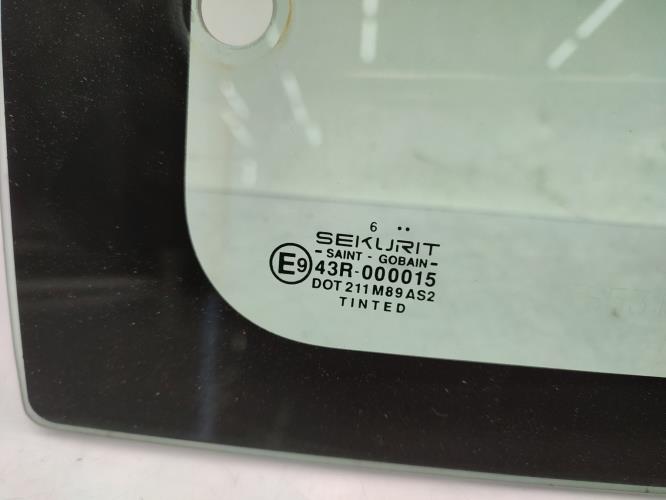 6 ••
SEKURIT
- SAINT - GOBAIN -
E9 43R-000015
DOT 211 M89 AS2
TINTED